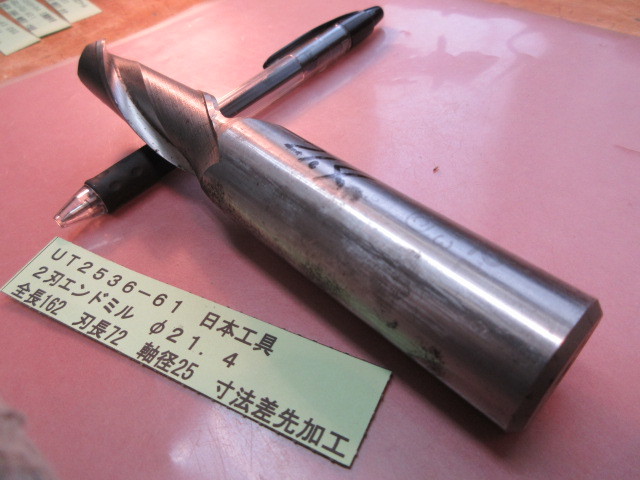 UT2536-61 日本工具
2刃エンドミル φ21.4
全長162 刃長72 軸径25 寸法差先加工